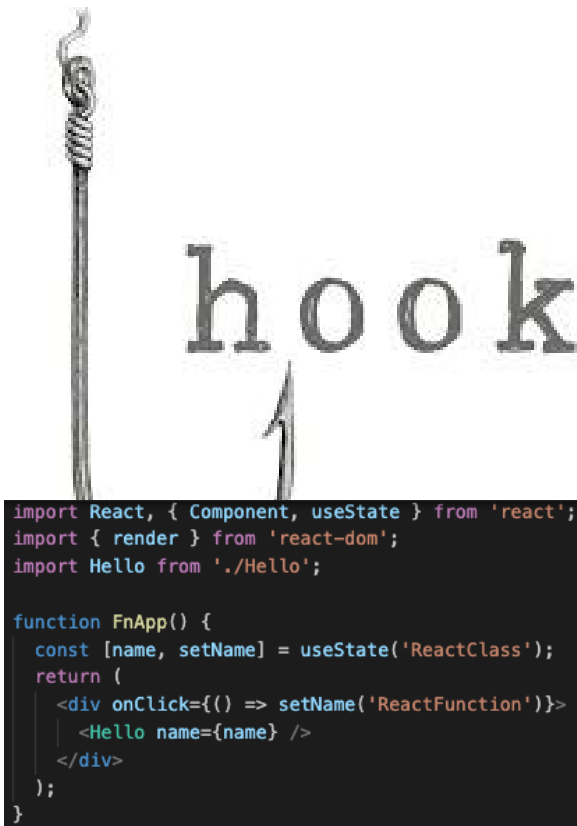 hook
import React, { Component, useState } from 'react';
import { render } from 'react-dom';
import Hello from './Hello';
function FnApp() {
  const [name, setName] = useState('ReactClass');
  return (
    <div onClick={() => setName('ReactFunction')}>
      <Hello name={name} />
    </div>
  );
}